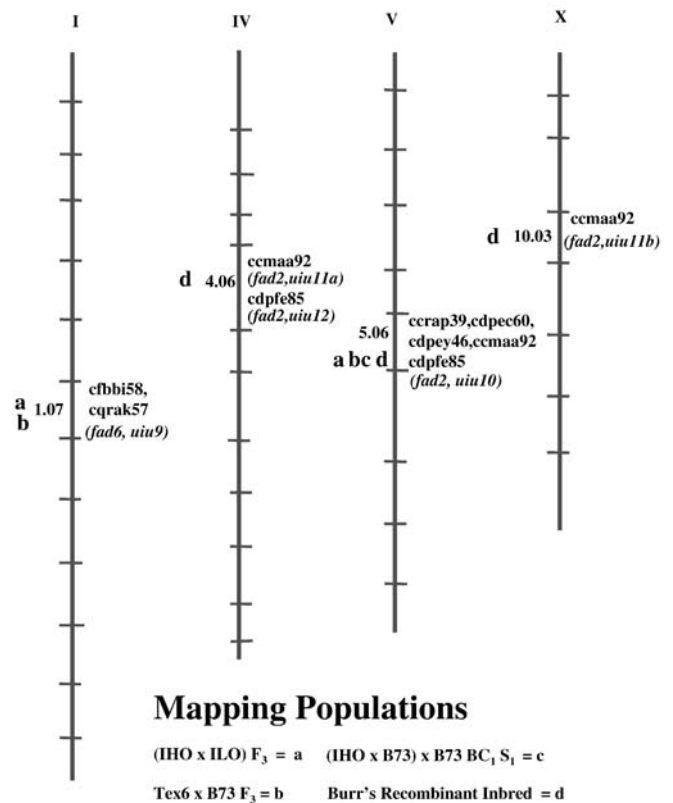 I
IV
V
X
a
b
1.07
cfbbi58,
cqrak57
(fad6, uiu9)
d 4.06
ccmaa92
(fad2,uiu11a)
cdpfe85
(fad2,uiu12)
5.06
a bc d
ccrap39,cdpec60,
cdpey46,ccmaa92
cdpfe85
(fad2, uiu10)
d 10.03
ccmaa92
(fad2,uiu11b)
Mapping Populations
(IHO x ILO) F₃ = a (IHO x B73) x B73 BC₁ S₁ = c
Tex6 x B73 F₃ = b Burr's Recombinant Inbred = d